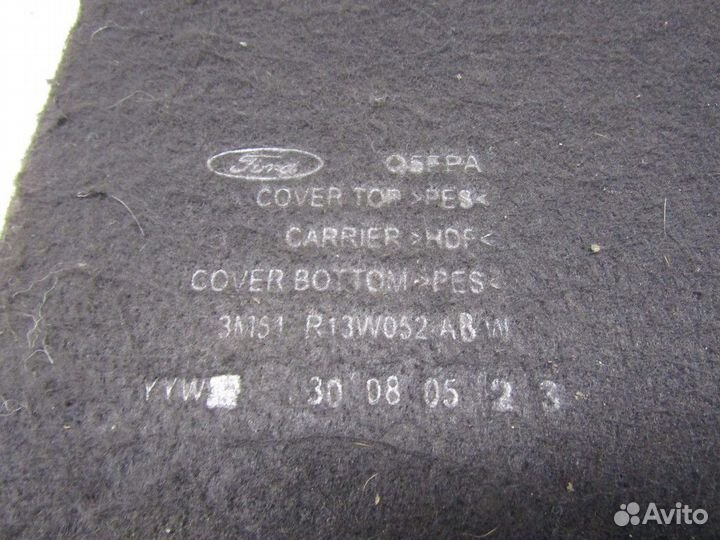 Ford Q5FPA
COVER TOP >PES<
CARRIER >HDF<
COVER BOTTOM >PES<
3M51 R13W052 AB W
YYW 30 08 05 2 3
Avito